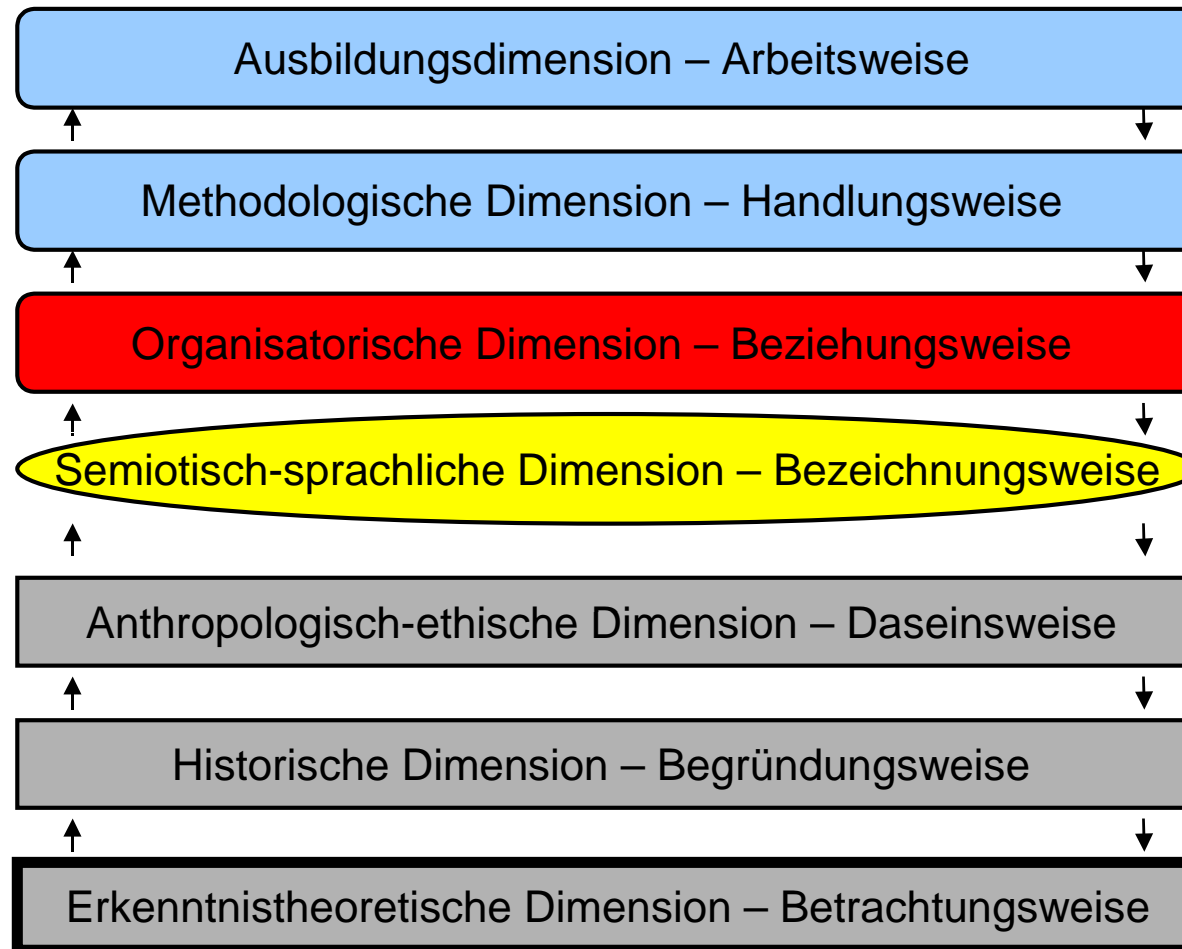 Ausbildungsdimension – Arbeitsweise
Methodologische Dimension – Handlungsweise
Organisatorische Dimension – Beziehungsweise
Semiotisch-sprachliche Dimension – Bezeichnungsweise
Anthropologisch-ethische Dimension – Daseinsweise
Historische Dimension – Begründungsweise
Erkenntnistheoretische Dimension – Betrachtungsweise